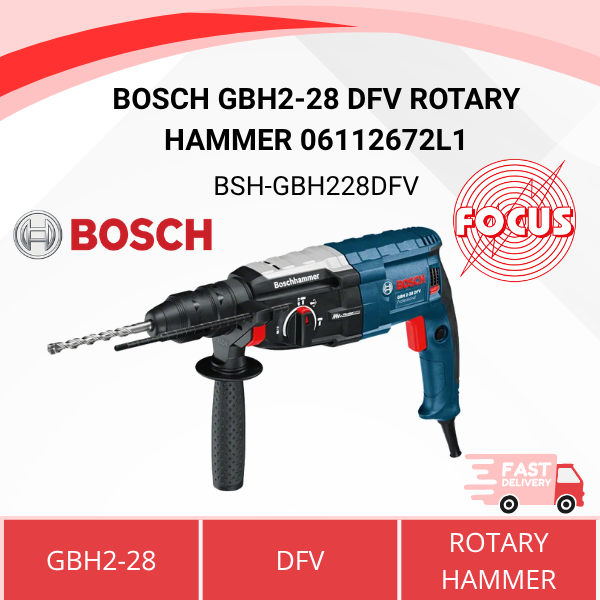 BOSCH GBH2-28 DFV ROTARY
HAMMER 06112672L1
BSH-GBH228DFV
BOSCH
FOCUS
Boschhammer
BOSCH
GBH 2-28 DFV
Professional
FAST
DELIVERY
GBH2-28
DFV
ROTARY
HAMMER